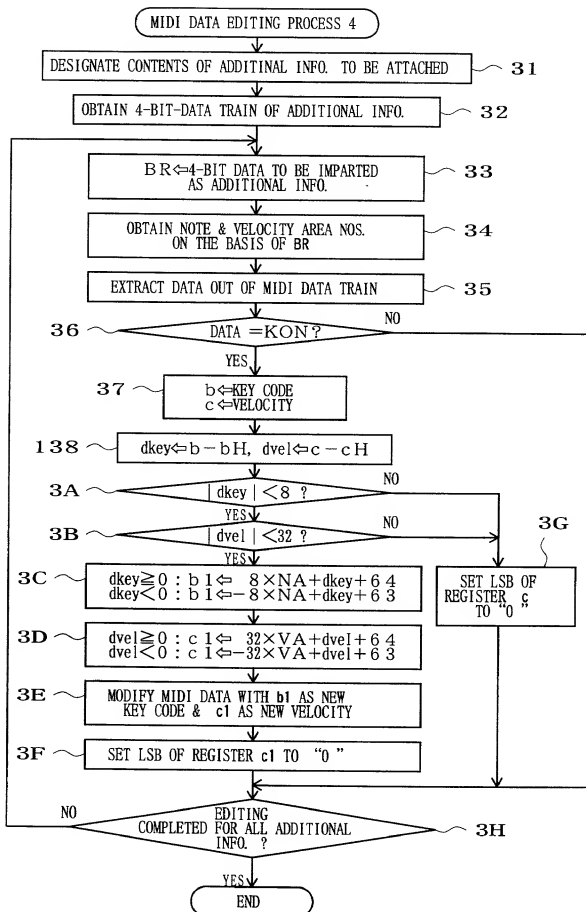 MIDI DATA EDITING PROCESS 4
DESIGNATE CONTENTS OF ADDITINAL INFO. TO BE ATTACHED
31
OBTAIN 4-BIT-DATA TRAIN OF ADDITIONAL INFO.
32
BR⇦4-BIT DATA TO BE IMPARTED
AS ADDITIONAL INFO.
33
OBTAIN NOTE & VELOCITY AREA NOS.
ON THE BASIS OF BR
34
EXTRACT DATA OUT OF MIDI DATA TRAIN
35
36
DATA =KON?
NO
YES
37
b⇦KEY CODE
c⇦VELOCITY
138
dkey⇦b-bH, dvel⇦c-cH
3A
|dkey|<8 ?
NO
YES
3B
|dvel|<32 ?
NO
YES
3G
SET LSB OF
REGISTER c
TO "0"
3C
dkey≧0 : b1⇦ 8×NA+dkey+64
dkey<0 : b1⇦-8×NA+dkey+63
3D
dvel≧0 : c1⇦ 32×VA+dvel+64
dvel<0 : c1⇦-32×VA+dvel+63
3E
MODIFY MIDI DATA WITH b1 AS NEW
KEY CODE & c1 AS NEW VELOCITY
3F
SET LSB OF REGISTER c1 TO "0"
NO
EDITING
COMPLETED FOR ALL ADDITIONAL
INFO. ?
3H
YES
END